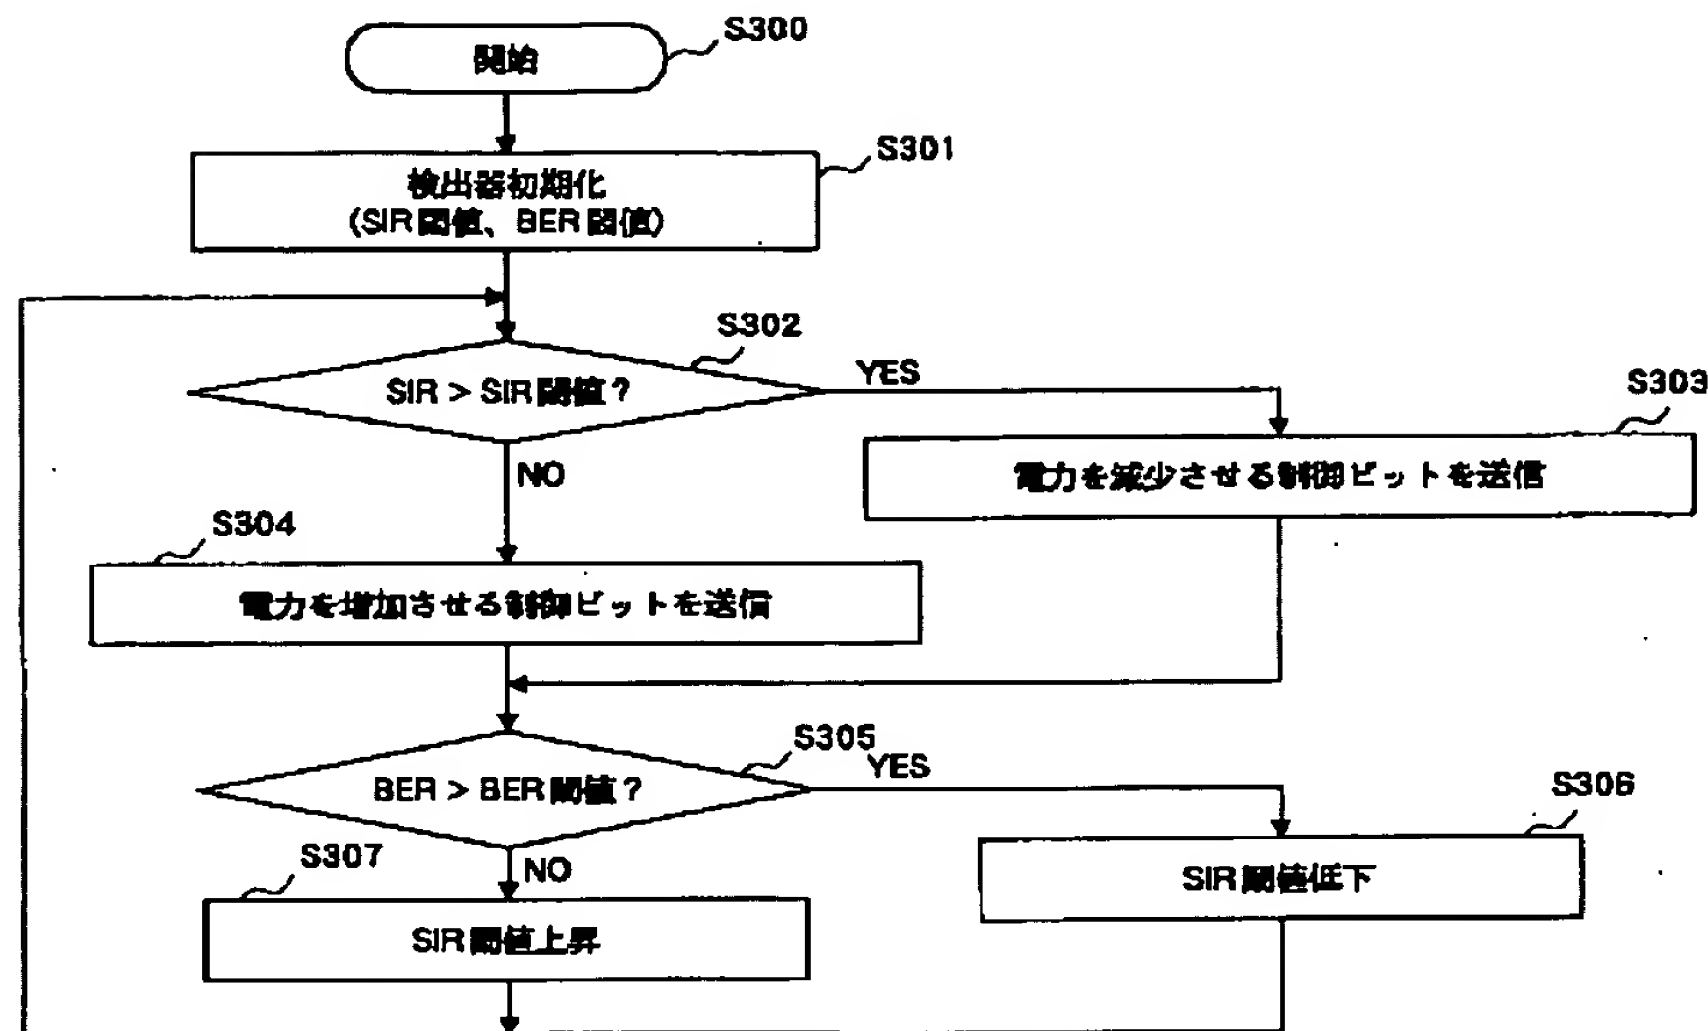 S300
開始
S301
検出器初期化
(SIR閾値、BER閾値)
S302
SIR > SIR閾値?
YES
S303
NO
電力を減少させる制御ビットを送信
S304
電力を増加させる制御ビットを送信
S305
BER > BER閾値?
YES
S306
S307
NO
SIR閾値低下
SIR閾値上昇